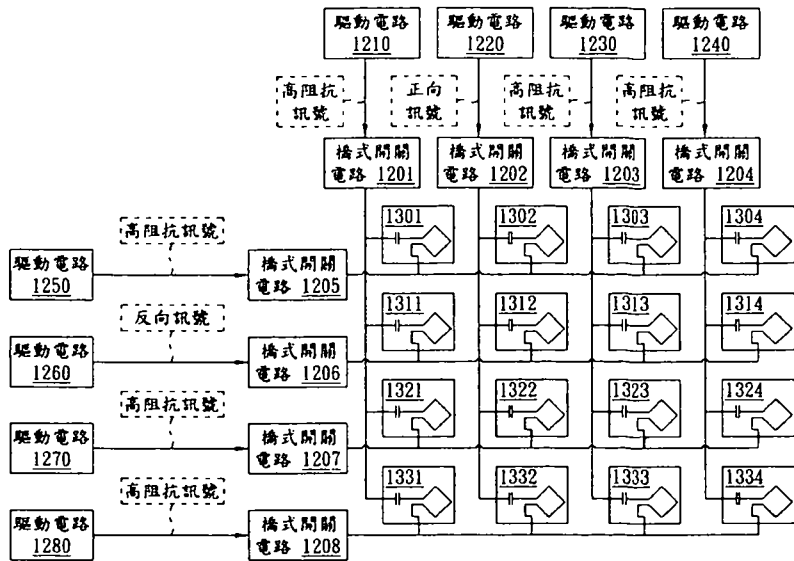 驅動電路
1210
驅動電路
1220
驅動電路
1230
驅動電路
1240
高阻抗
訊號
正向
訊號
高阻抗
訊號
高阻抗
訊號
橋式開關
電路 1201
橋式開關
電路 1202
橋式開關
電路 1203
橋式開關
電路 1204
1301
1302
1303
1304
高阻抗訊號
驅動電路
1250
橋式開關
電路 1205
1311
1312
1313
1314
反向訊號
驅動電路
1260
橋式開關
電路 1206
1321
1322
1323
1324
高阻抗訊號
驅動電路
1270
橋式開關
電路 1207
1331
1332
1333
1334
高阻抗訊號
驅動電路
1280
橋式開關
電路 1208